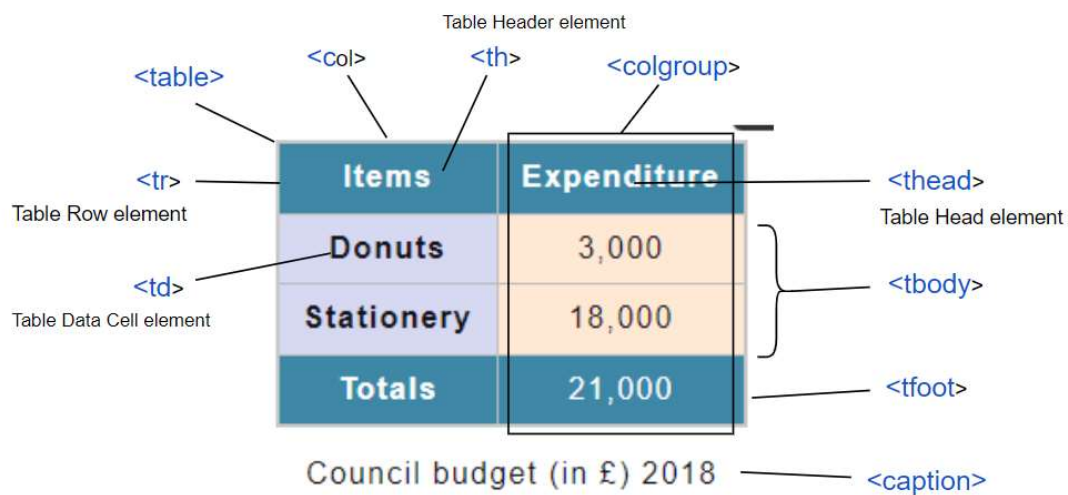 Table Header element
<table> <col> <th> <colgroup>
Items Expenditure
<tr> <thead>
Table Row element Table Head element
Donuts 3,000
<td> <tbody>
Table Data Cell element
Stationery 18,000
Totals 21,000
<tfoot>
Council budget (in £) 2018
<caption>